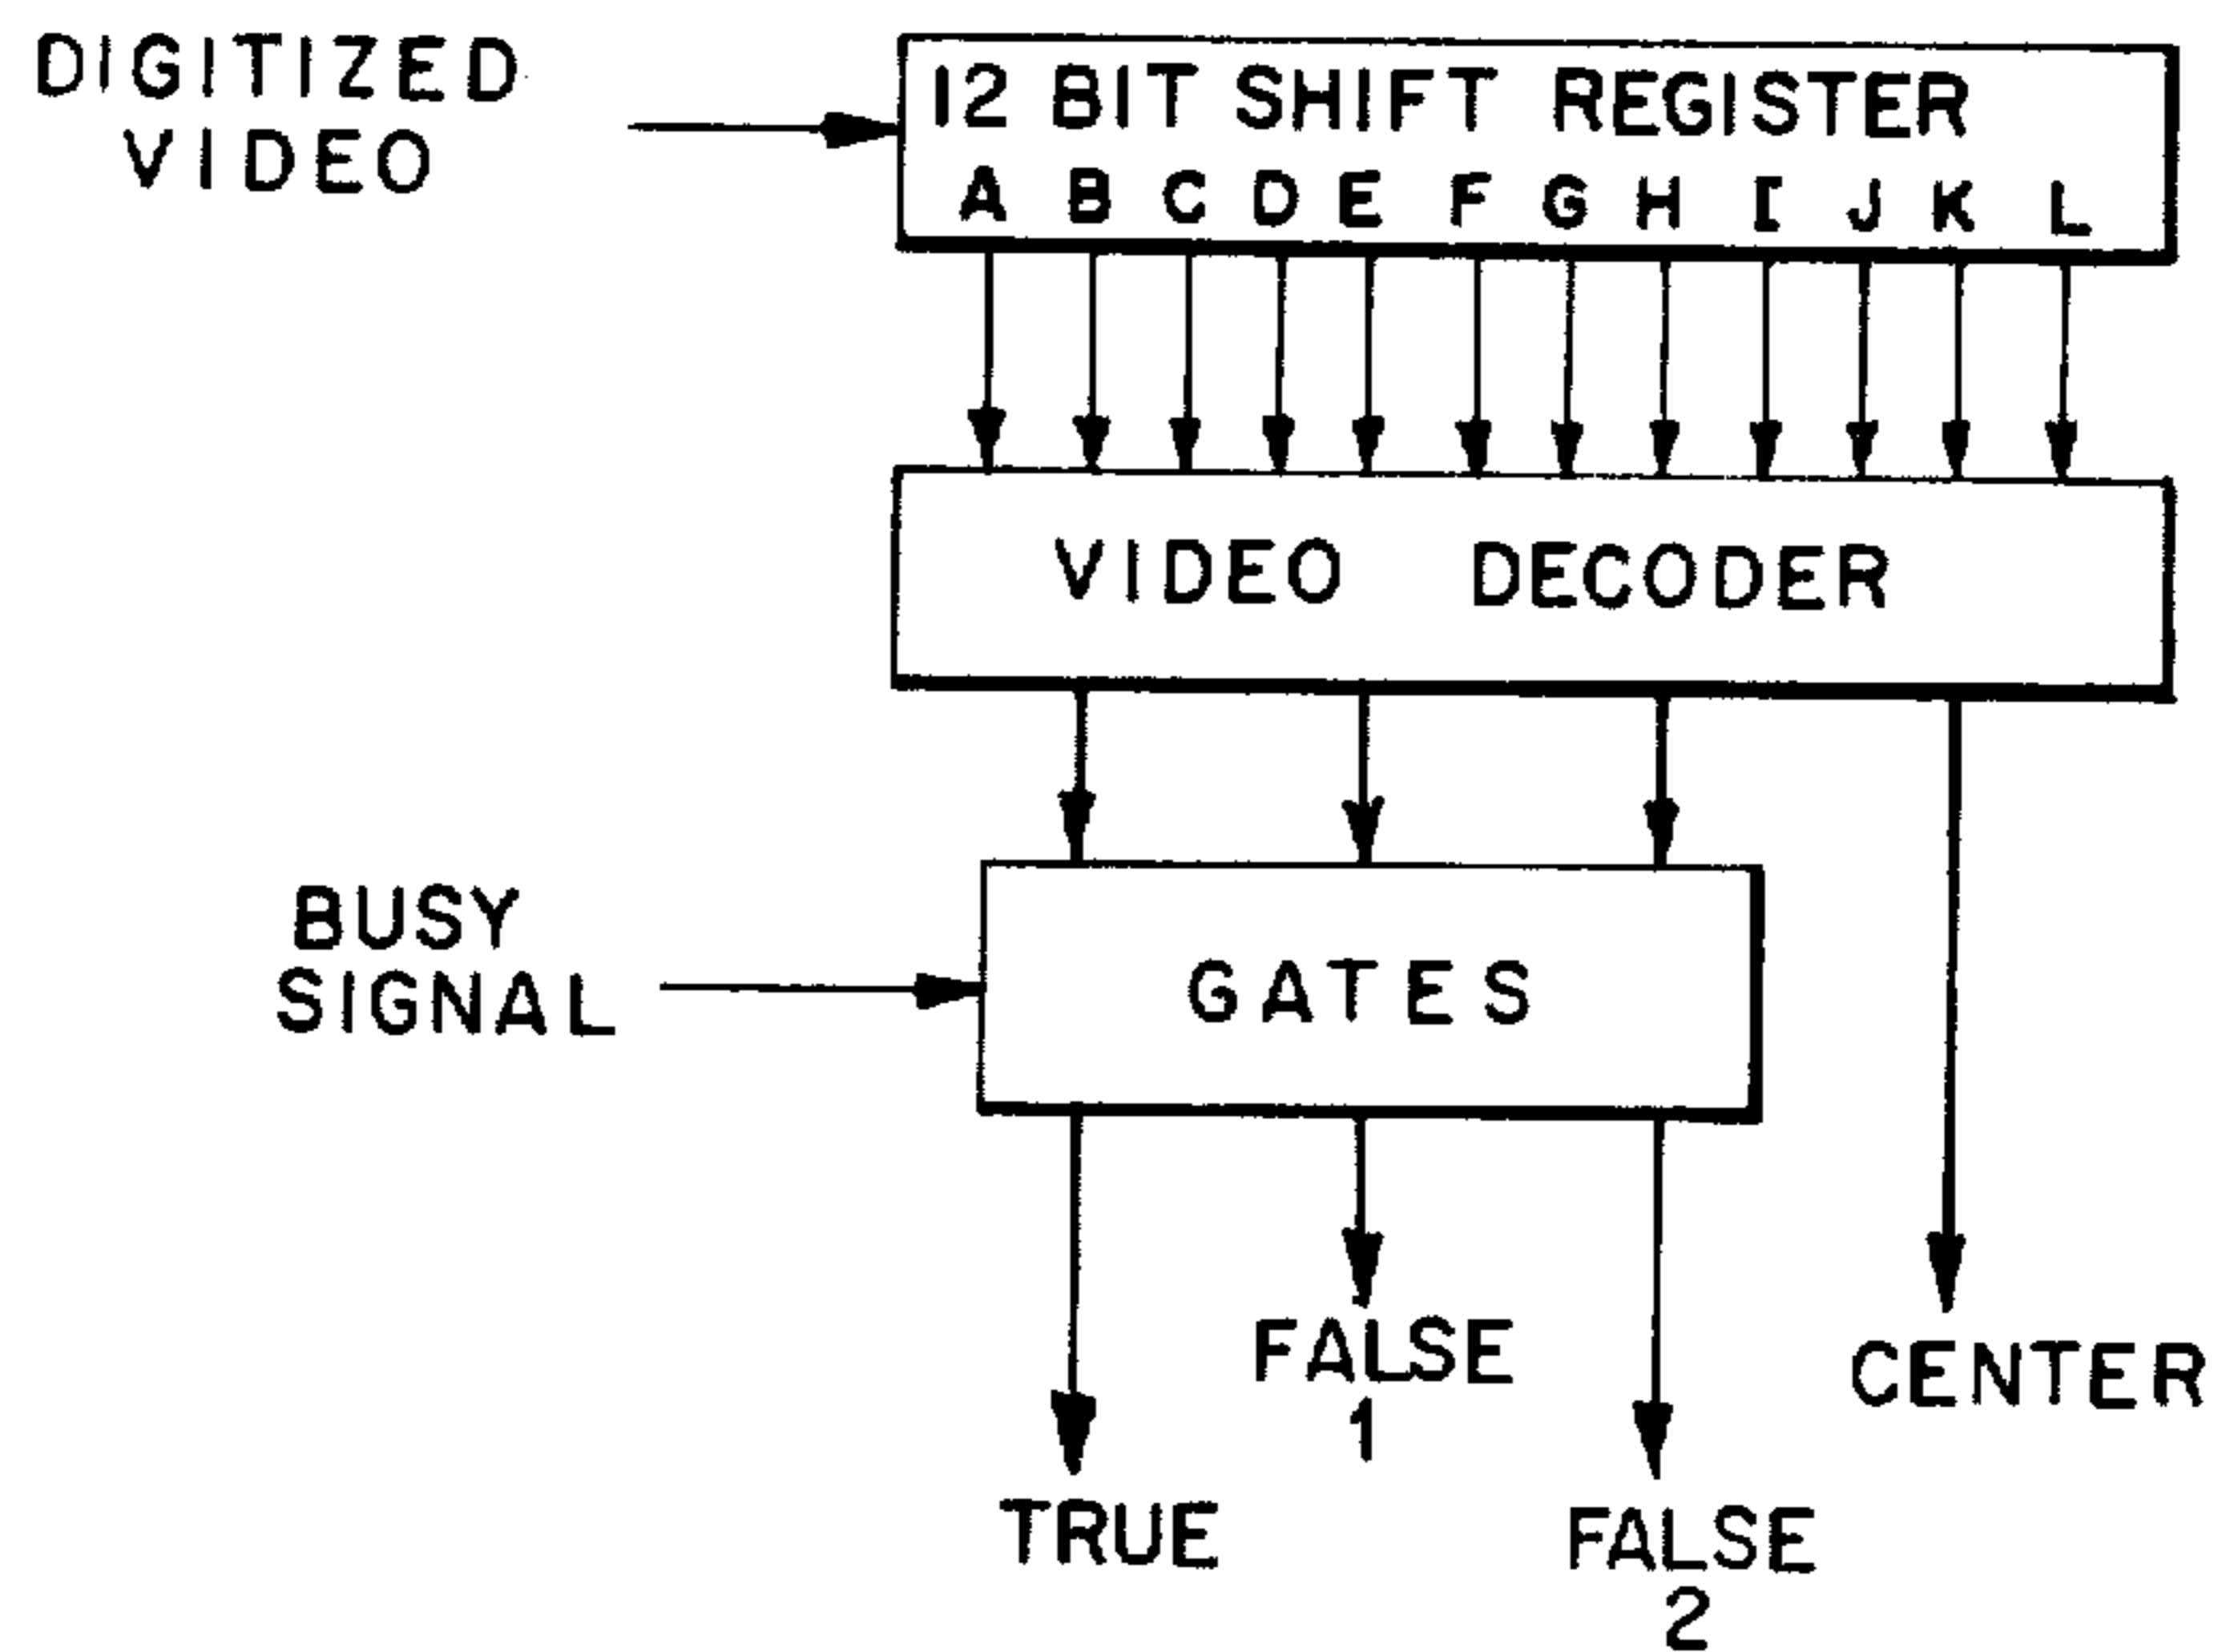 DIGITIZED
VIDEO
12 BIT SHIFT REGISTER
A B C D E F G H I J K L
VIDEO DECODER
BUSY
SIGNAL
GATES
FALSE
1
CENTER
TRUE
FALSE
2